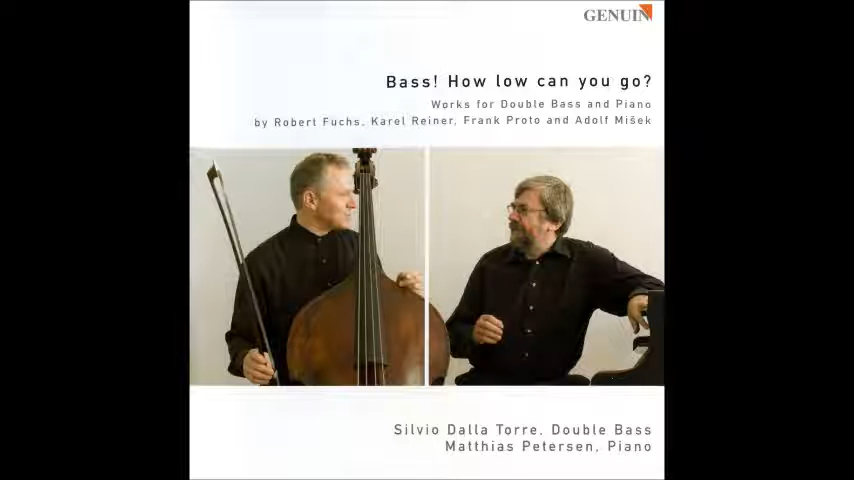 GENUIN
Bass! How low can you go?
Works for Double Bass and Piano
by Robert Fuchs, Karel Reiner, Frank Proto and Adolf Mišek
Silvio Dalla Torre, Double Bass
Matthias Petersen, Piano